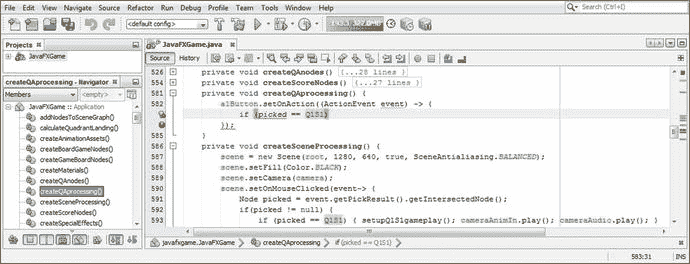 File Edit View Navigate Source Refactor Run Debug Profile Team Tools Window Help
Search (Ctrl+I)
<default config>
Projects
JavaFXGame
JavaFXGame.java
Source History
createQAprocessing - Navigator
Members
<empty>
JavaFXGame :: Application
addNodesToSceneGraph()
calculateQuadrantLanding()
createAnimationAssets()
createBoardGameNodes()
createGameBoardNodes()
createMaterials()
createQAnodes()
createQAprocessing()
createSceneProcessing()
createScoreNodes()
createSpecialEffects()
526 private void createQAnodes() {...28 lines }
554 private void createScoreNodes() {...27 lines }
581 private void createQAprocessing() {
582 a1Button.setOnAction((ActionEvent event) -> {
if (picked == Q1S1)
});
585 }
586 private void createSceneProcessing() {
587 scene = new Scene(root, 1280, 640, true, SceneAntialiasing.BALANCED);
588 scene.setFill(Color.BLACK);
589 scene.setCamera(camera);
590 scene.setOnMouseClicked(event-> {
591 Node picked = event.getPickResult().getIntersectedNode();
592 if(picked != null) {
593 if (picked == Q1S1) { setupQ1S1gameplay(); cameraAnimIn.play(); cameraAudio.play(); }
javafxgame.JavaFXGame createQAprocessing if (picked == Q1S1)
583:31 INS